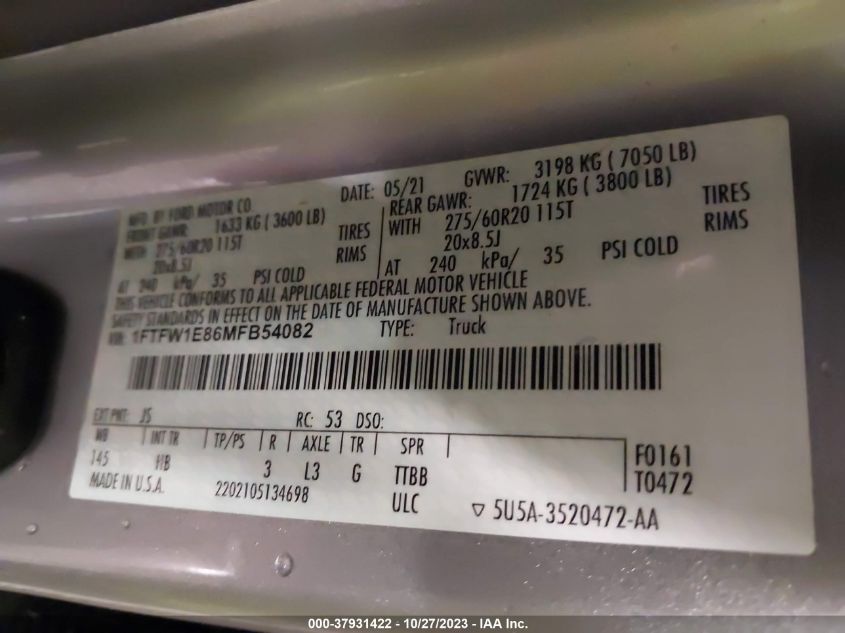 MFD. BY FORD MOTOR CO. DATE: 05/21 GVWR: 3198 KG ( 7050 LB)
FRONT GAWR: 1633 KG ( 3600 LB) REAR GAWR: 1724 KG ( 3800 LB)
WITH 275/60R20 115T TIRES WITH 275/60R20 115T TIRES
20x8.5J RIMS 20x8.5J RIMS
AT 240 kPa/ 35 PSI COLD AT 240 kPa/ 35 PSI COLD
THIS VEHICLE CONFORMS TO ALL APPLICABLE FEDERAL MOTOR VEHICLE
SAFETY STANDARDS IN EFFECT ON THE DATE OF MANUFACTURE SHOWN ABOVE.
VIN: 1FTFW1E86MFB54082 TYPE: Truck
EXT PNT: JS RC: 53 DSO:
WB INT TR TP/PS R AXLE TR SPR
145 HB 3 L3 G TTBB
F0161
T0472
MADE IN U.S.A. 2202105134698 ULC ▽ 5U5A-3520472-AA
000-37931422 - 10/27/2023 - IAA Inc.